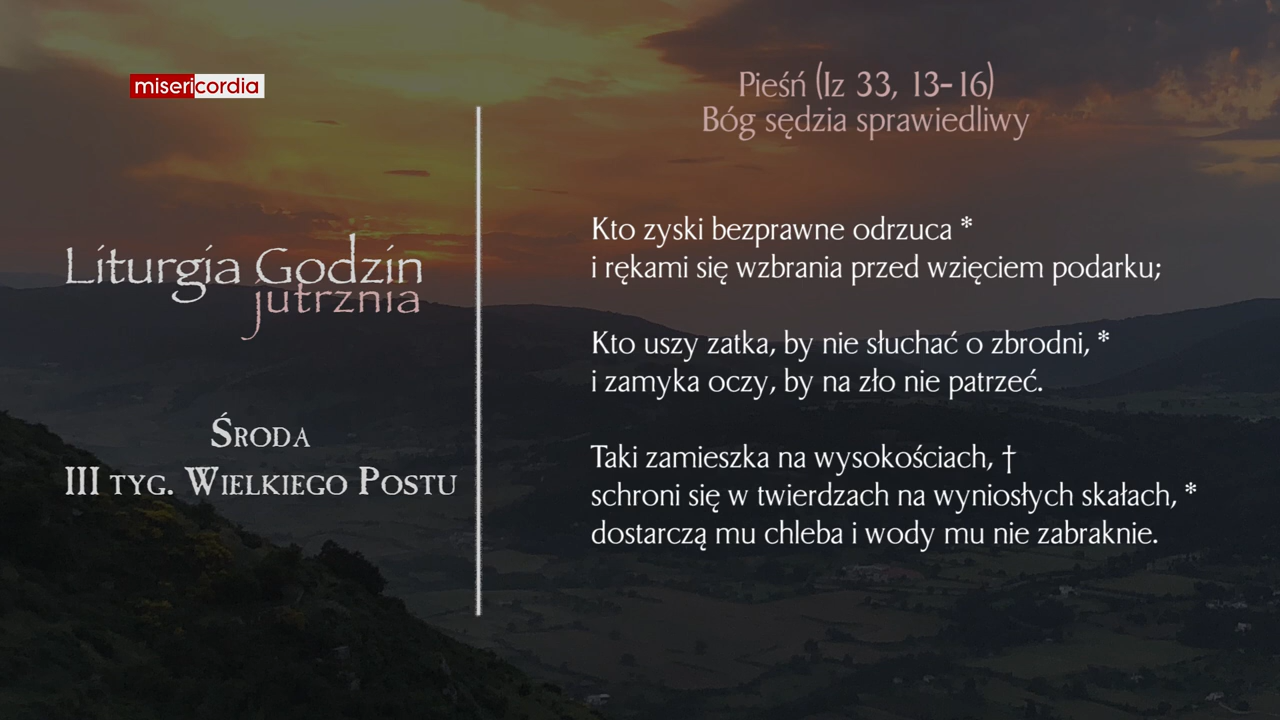 misericordia
Liturgia Godzin
jutrznia
Środa
III tyg. Wielkiego Postu
Pieśń (Iz 33, 13-16)
Bóg sędzia sprawiedliwy
Kto zyski bezprawne odrzuca *
i rękami się wzbrania przed wzięciem podarku;
Kto uszy zatka, by nie słuchać o zbrodni, *
i zamyka oczy, by na zło nie patrzeć.
Taki zamieszka na wysokościach, †
schroni się w twierdzach na wyniosłych skałach, *
dostarczą mu chleba i wody mu nie zabraknie.